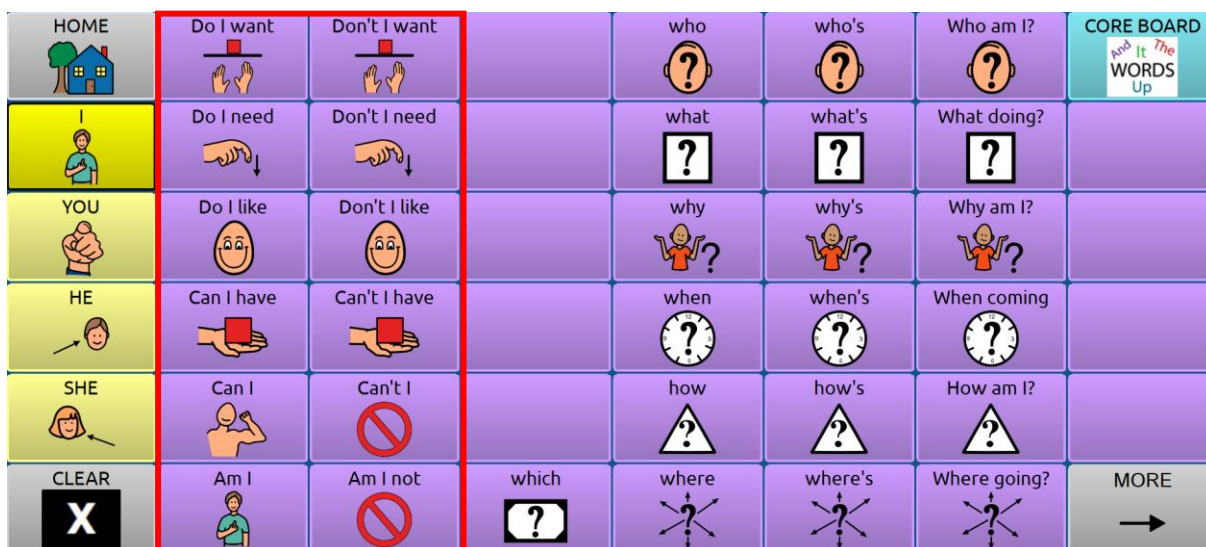 HOME
Do I want
Don't I want
who
who's
Who am I?
CORE BOARD
And It The
WORDS
Up
I
Do I need
Don't I need
what
?
what's
?
What doing?
?
YOU
Do I like
Don't I like
why
?
why's
?
Why am I?
?
HE
Can I have
Can't I have
when
?
when's
?
When coming
?
SHE
Can I
Can't I
how
?
how's
?
How am I?
?
CLEAR
X
Am I
Am I not
which
?
where
?
where's
?
Where going?
?
MORE